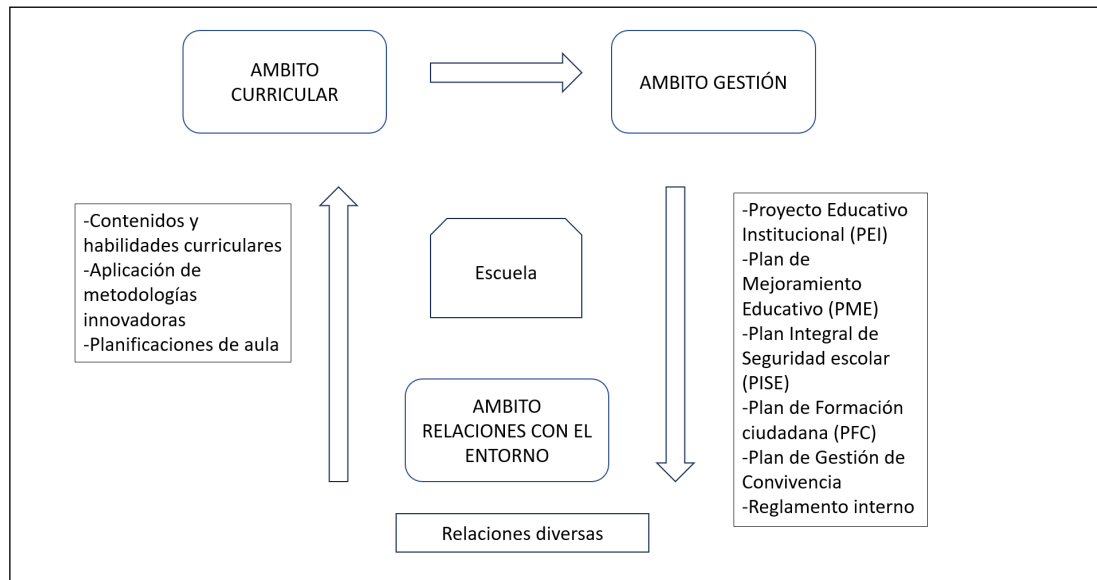 AMBITO
CURRICULAR
AMBITO GESTIÓN
-Contenidos y
habilidades curriculares
-Aplicación de
metodologías
innovadoras
-Planificaciones de aula
Escuela
-Proyecto Educativo
Institucional (PEI)
-Plan de
Mejoramiento
Educativo (PME)
-Plan Integral de
Seguridad escolar
(PISE)
-Plan de Formación
ciudadana (PFC)
-Plan de Gestión de
Convivencia
-Reglamento interno
AMBITO
RELACIONES CON EL
ENTORNO
Relaciones diversas